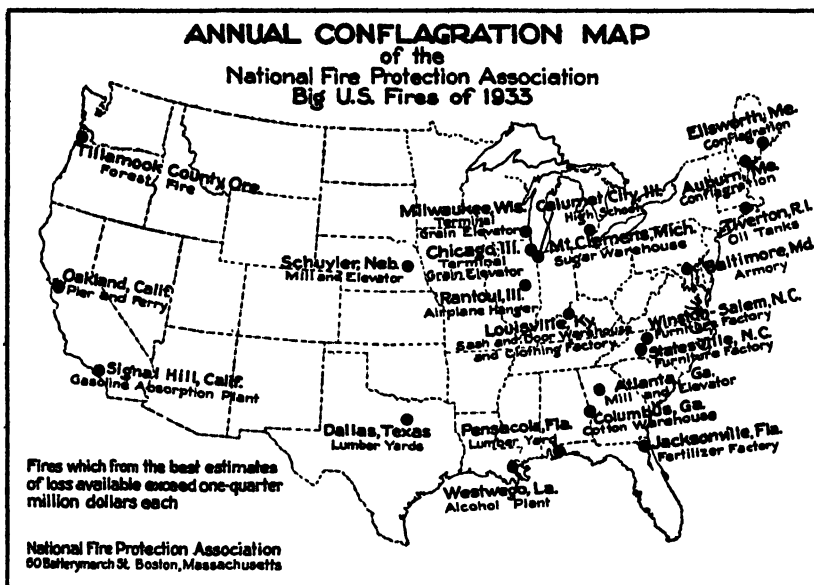 ANNUAL CONFLAGRATION MAP
of the
National Fire Protection Association
Big U.S. Fires of 1933
Ellsworth, Me.
Conflagration
Tillamook County, Ore.
Forest Fire
Auburn, Me.
Conflagration
Milwaukee, Wis.
Terminal
Grain Elevator
Calumet City, Ill.
High School
Tiverton, R.I.
Oil Tanks
Chicago, Ill.
Terminal
Grain Elevator
Mt. Clemens, Mich.
Sugar Warehouse
Schuyler, Neb.
Mill and Elevator
Baltimore, Md.
Armory
Oakland, Calif.
Pier and Ferry
Rantoul, Ill.
Airplane Hanger
Louisville, Ky.
Sash and Door Warehouse
and Clothing Factory
Winston-Salem, N.C.
Furniture Factory
Statesville, N.C.
Furniture Factory
Signal Hill, Calif.
Gasoline Absorption Plant
Atlanta, Ga.
Mill and Elevator
Columbus, Ga.
Cotton Warehouse
Dallas, Texas
Lumber Yards
Pensacola, Fla.
Lumber Yard
Jacksonville, Fla.
Fertilizer Factory
Westwego, La.
Alcohol Plant
Fires which from the best estimates
of loss available exceed one-quarter
million dollars each
National Fire Protection Association
60 Batterymarch St. Boston, Massachusetts